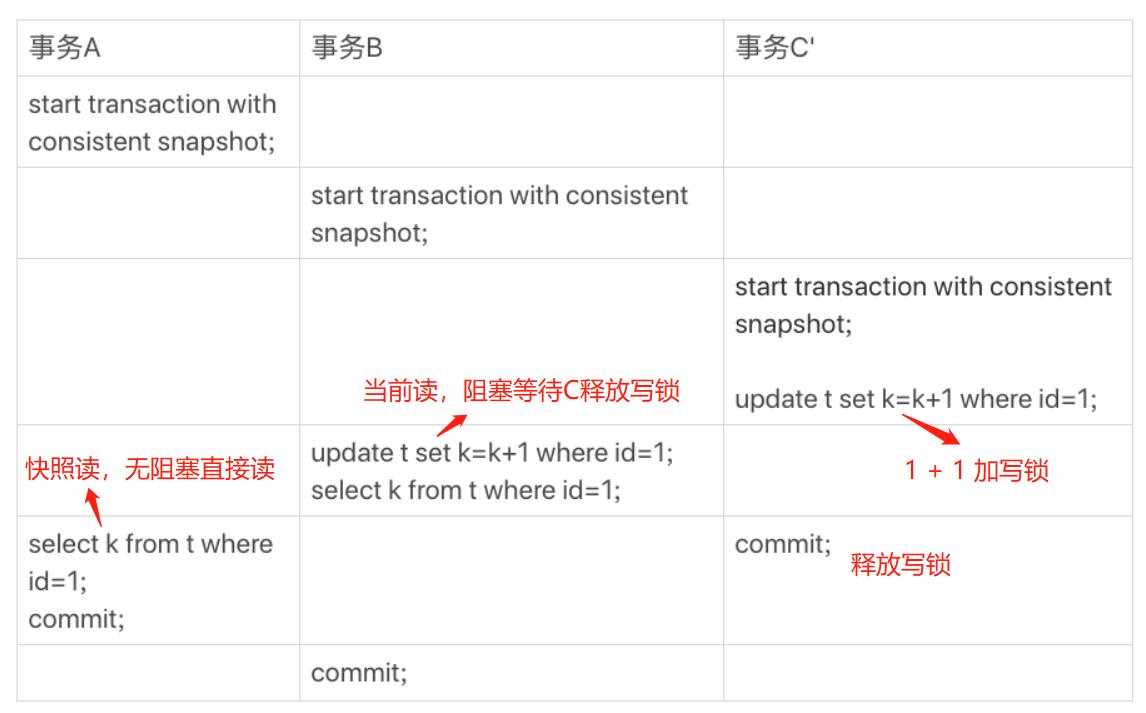 事务A
事务B
事务C'
start transaction with
consistent snapshot;
start transaction with consistent
snapshot;
start transaction with consistent
snapshot;
当前读，阻塞等待C释放写锁
update t set k=k+1 where id=1;
快照读，无阻塞直接读
update t set k=k+1 where id=1;
select k from t where id=1;
1 + 1 加写锁
select k from t where
id=1;
commit;
commit;
释放写锁
commit;